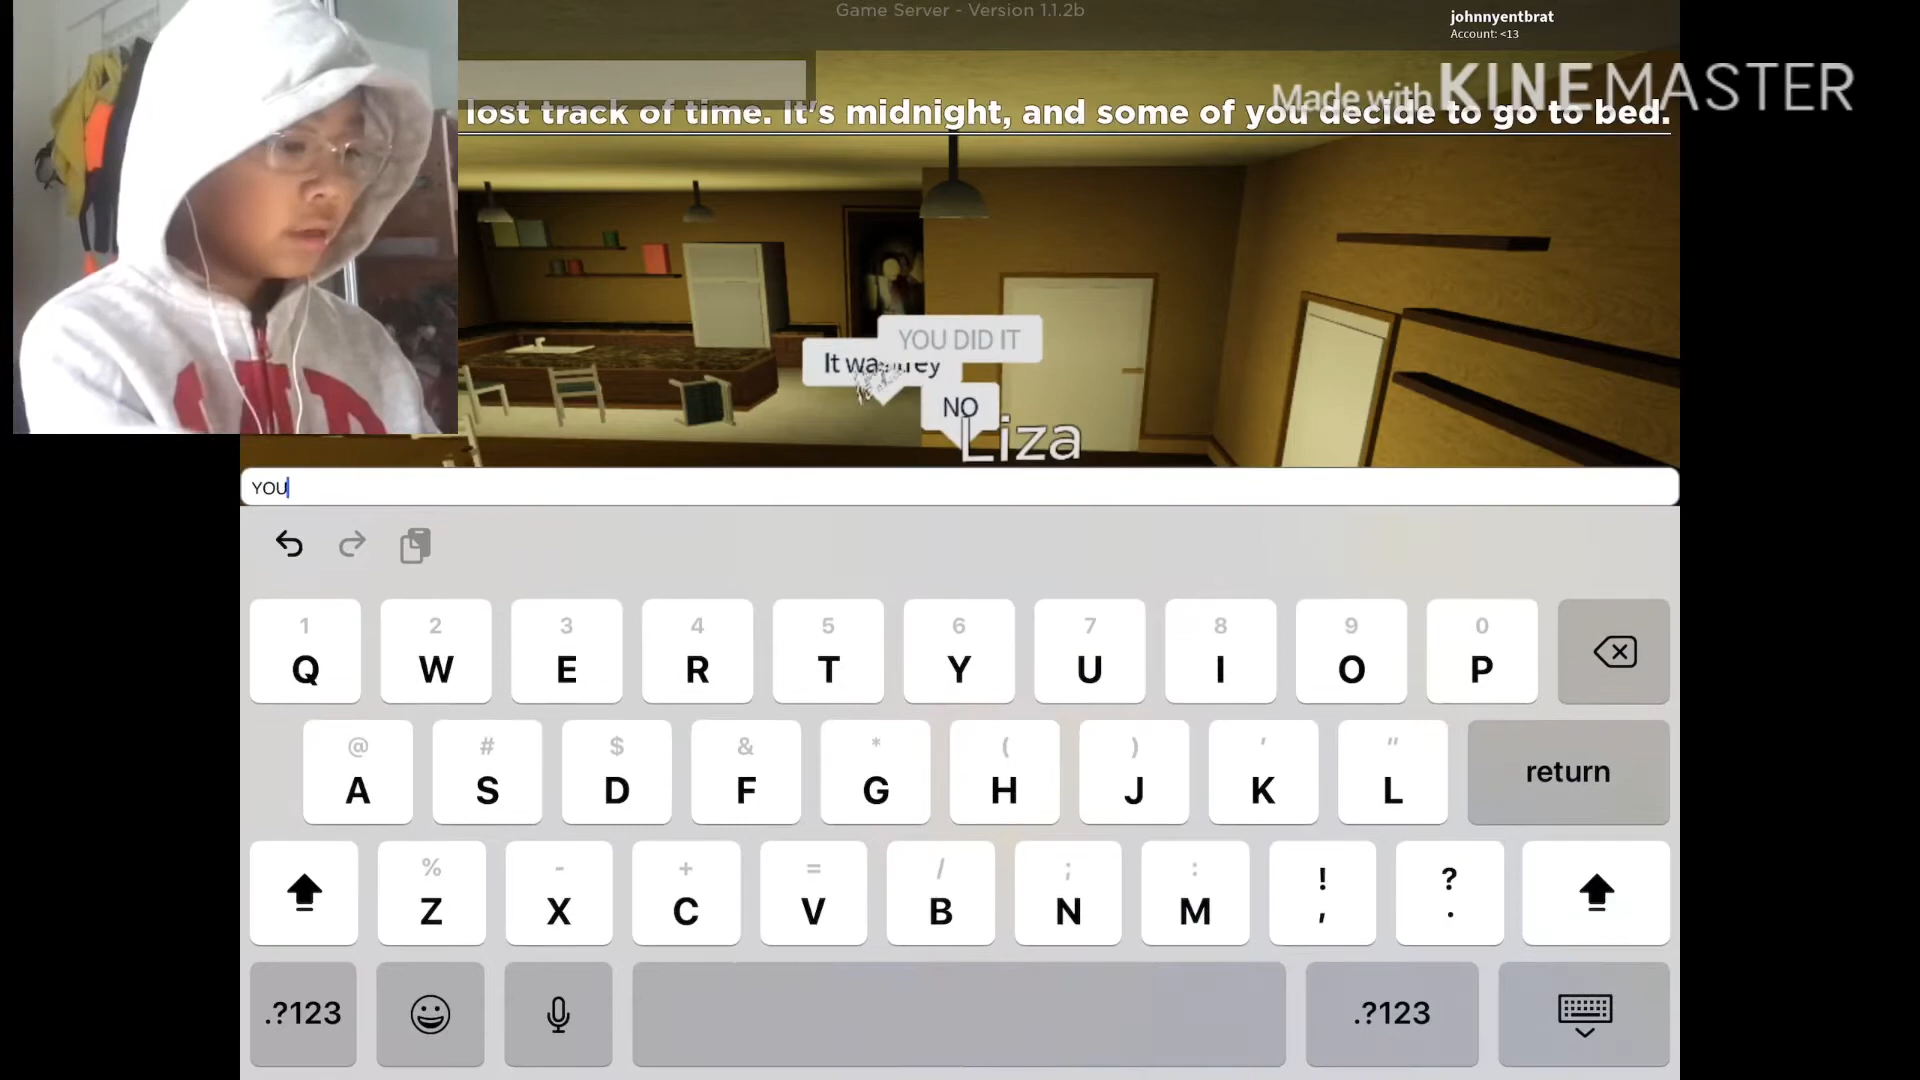 Game Server - Version 1.1.2b
johnnyentbrat
Account: <13
Made with KINEMASTER
lost track of time. It's midnight, and some of you decide to go to bed.
YOU DID IT
NO
Liza
YOU
1 2 3 4 5 6 7 8 9 0
Q W E R T Y U I O P
@ # $ & * ( ) ' "
A S D F G H J K L return
% - + = / ; : ! ?
Z X C V B N M , .
.?123 .?123